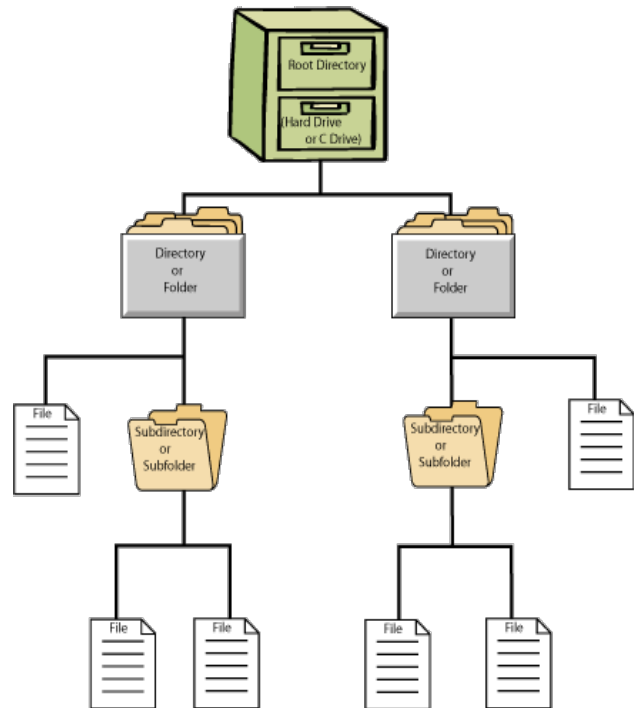 Root Directory
(Hard Drive
or C Drive)
Directory
or
Folder
Directory
or
Folder
File
Subdirectory
or
Subfolder
Subdirectory
or
Subfolder
File
File
File
File
File